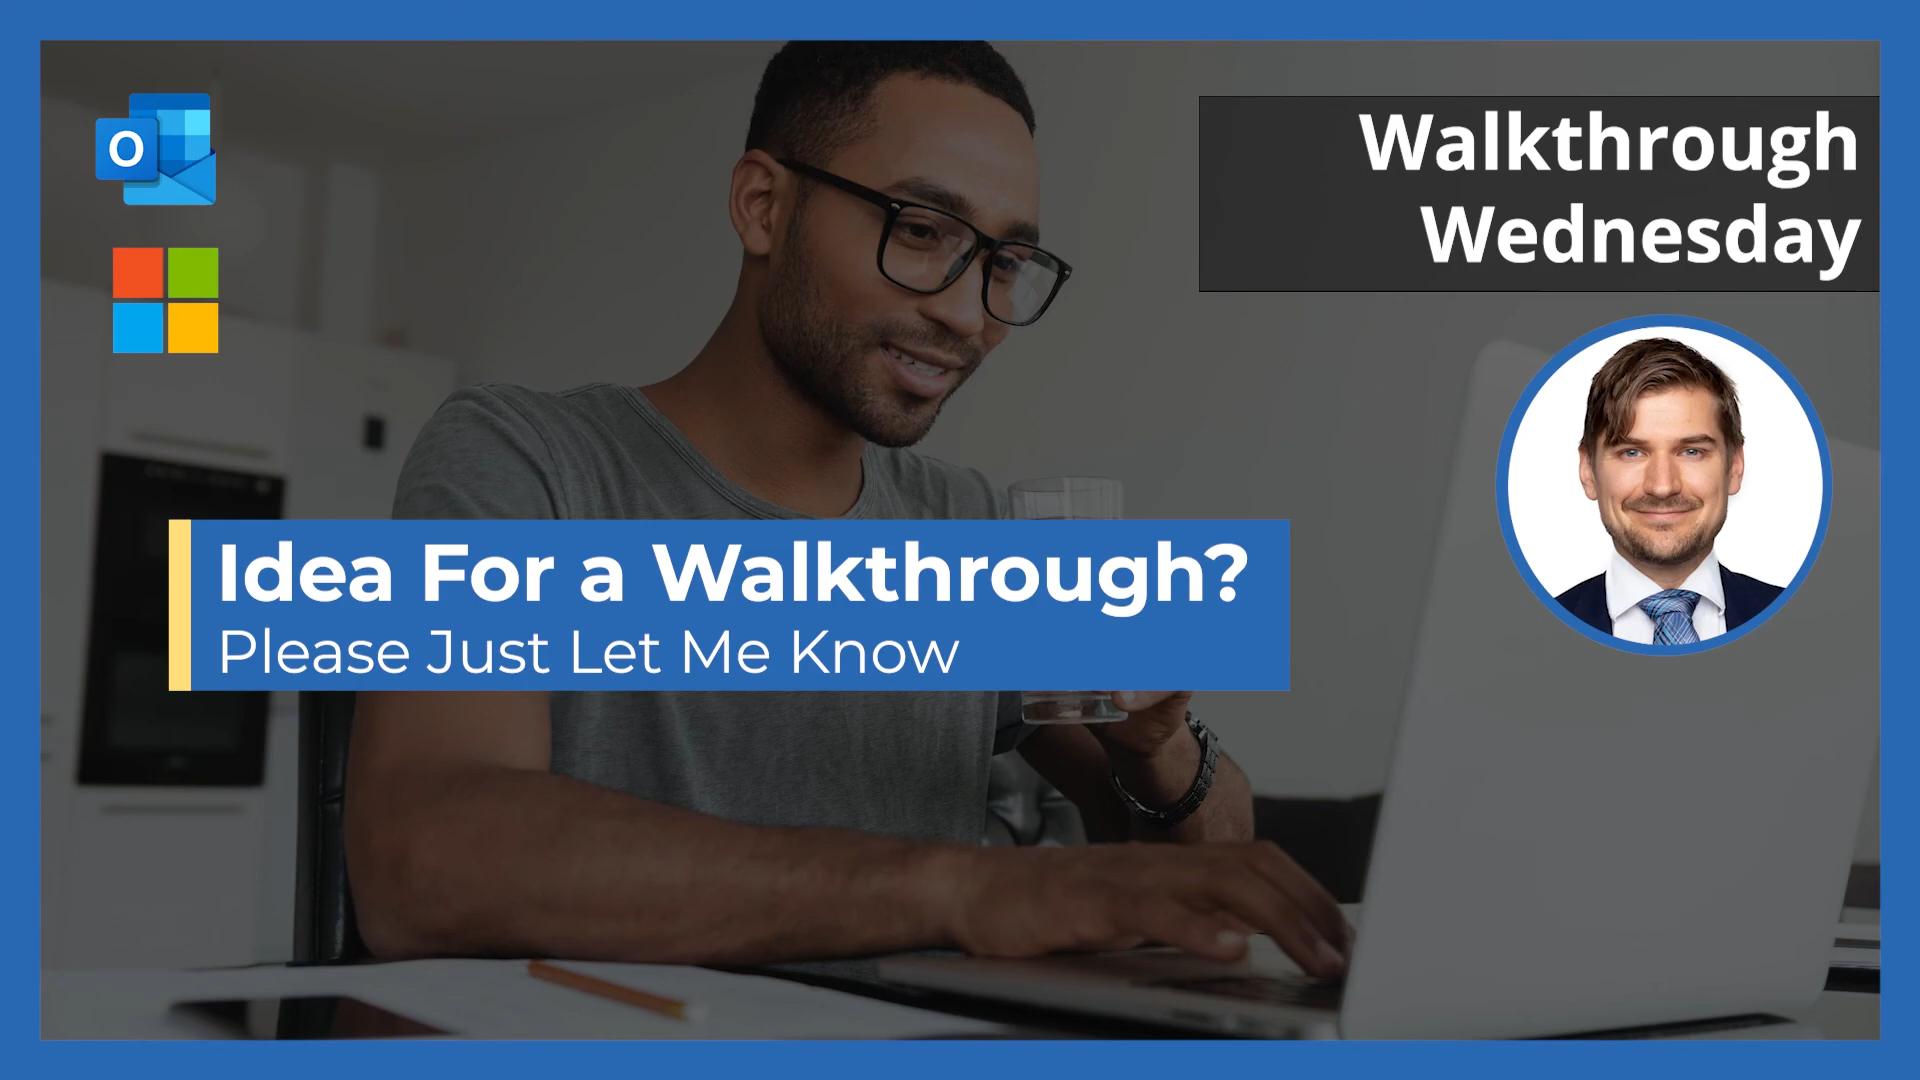 O
Walkthrough
Wednesday
Idea For a Walkthrough?
Please Just Let Me Know